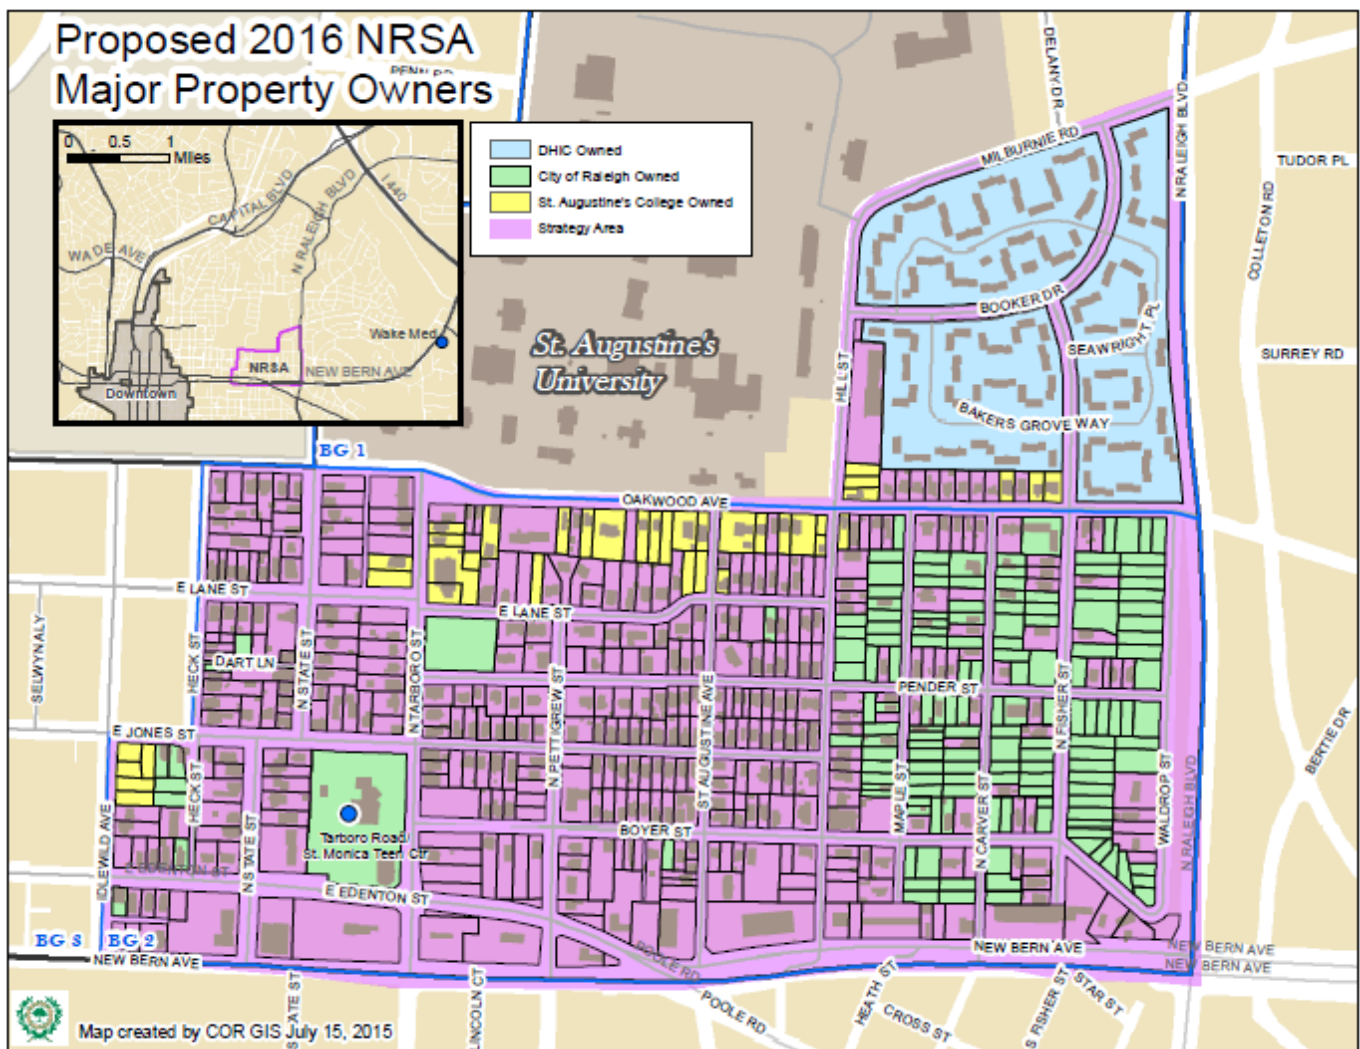 Proposed 2016 NRSA
Major Property Owners
PENN RD
0 0.5 1
Miles
CAPITAL BLVD
N RALEIGH BLVD
I 440
WADE AVE
Wake Med
NRSA
NEW BERN AVE
Downtown
DHIC Owned
City of Raleigh Owned
St. Augustine's College Owned
Strategy Area
DELANY DR
MILBURNIE RD
N RALEIGH BLVD
TUDOR PL
COLLETON RD
BOOKER DR
SEAWRIGHT PL
SURREY RD
St. Augustine's
University
HILL ST
BAKERS GROVE WAY
BG 1
OAKWOOD AVE
E LANE ST
E LANE ST
SELWYN ALY
HECK ST
DART LN
N STATE ST
N TARBORO ST
N PETTIGREW ST
ST AUGUSTINE AVE
PENDER ST
N FISHER ST
E JONES ST
HECK ST
MAPLE ST
N CARVER ST
WALDROP ST
BERTIE DR
N RALEIGH BLVD
IDLEWILD AVE
N STATE ST
Tarboro Road/
St. Monica Teen Ctr
BOYER ST
E EDENTON ST
E EDENTON ST
BG 3
BG 2
NEW BERN AVE
POOLE RD
POOLE RD
NEW BERN AVE
NEW BERN AVE
NEW BERN AVE
S STATE ST
LINCOLN CT
HEATH ST
CROSS ST
S FISHER ST
STAR ST
Map created by COR GIS July 15, 2015